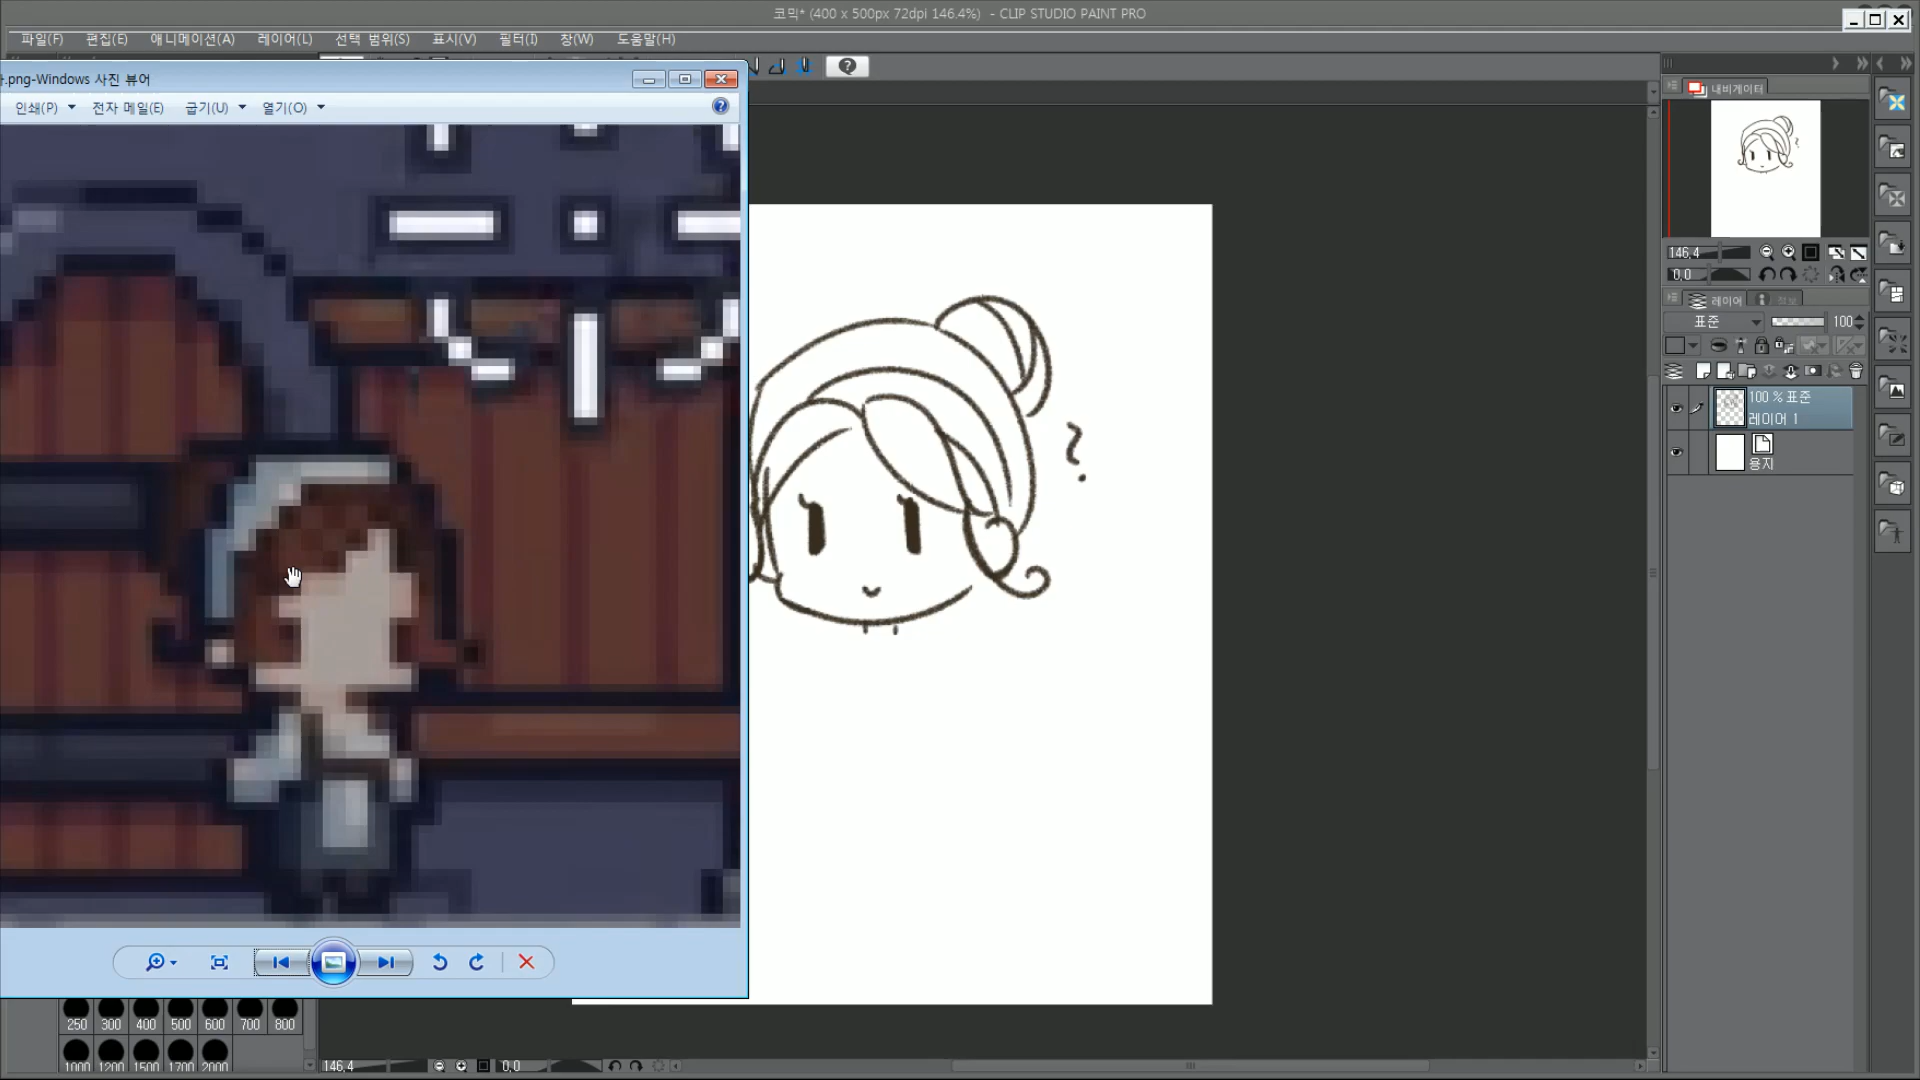 코믹* (400 x 500px 72dpi 146.4%) - CLIP STUDIO PAINT PRO
파일(F) 편집(E) 애니메이션(A) 레이어(L) 선택 범위(S) 표시(V) 필터(I) 창(W) 도움말(H)
.png-Windows 사진 뷰어
인쇄(P) 전자 메일(E) 굽기(U) 열기(O)
내비게이터
146,4
0,0
레이어 정보
표준 100
100 % 표준
레이어 1
용지
?
250 300 400 500 600 700 800
1000 1200 1500 1700 2000
146,4 0,0